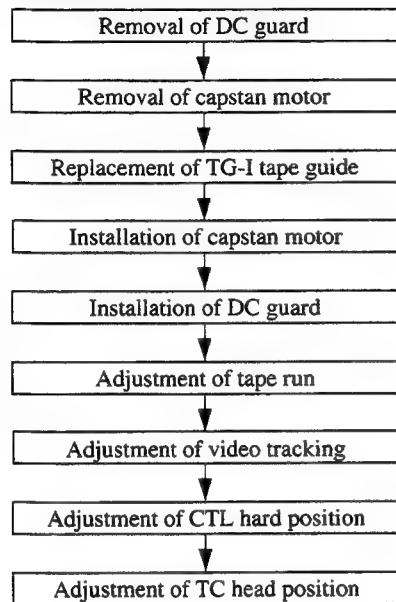 Removal of DC guard
Removal of capstan motor
Replacement of TG-I tape guide
Installation of capstan motor
Installation of DC guard
Adjustment of tape run
Adjustment of video tracking
Adjustment of CTL hard position
Adjustment of TC head position